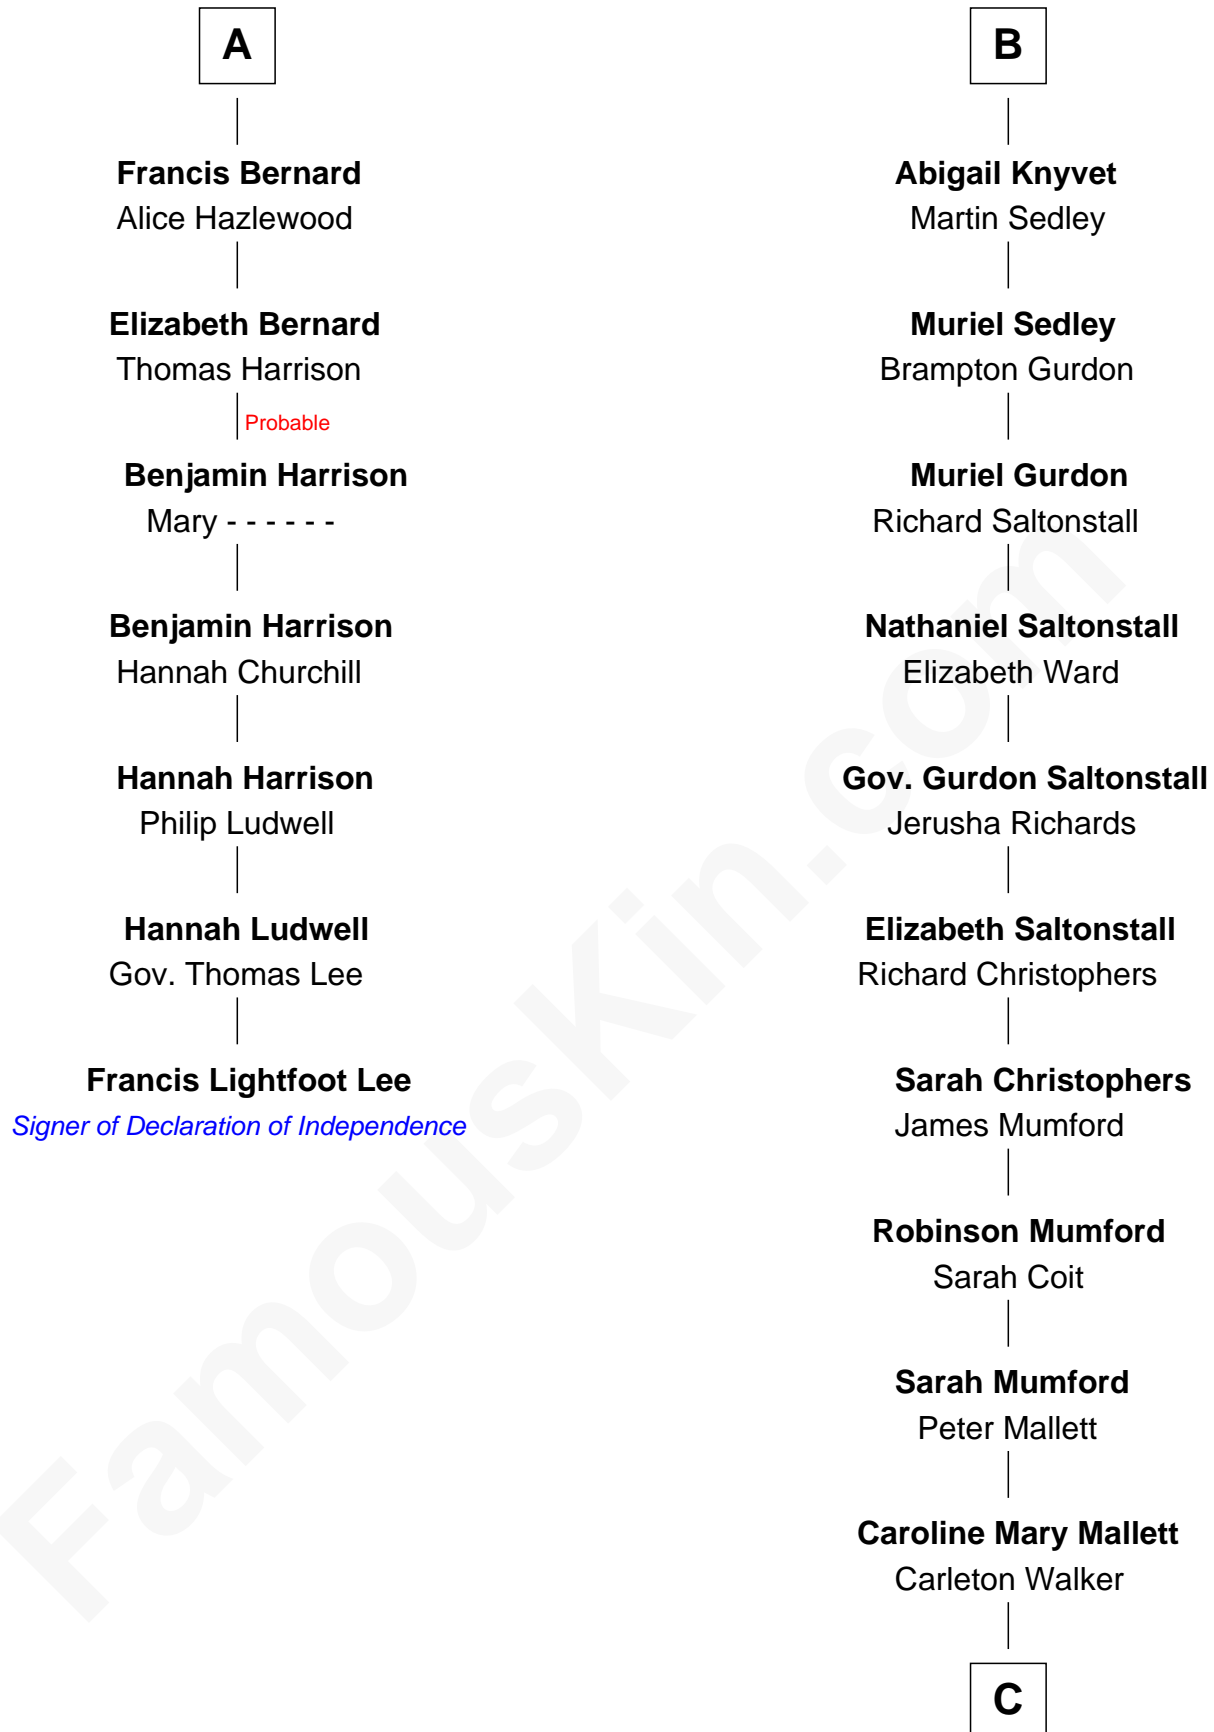 A
Francis Bernard
Alice Hazlewood
Elizabeth Bernard
Thomas Harrison
Probable
Benjamin Harrison
Mary - - - - - -
Benjamin Harrison
Hannah Churchill
Hannah Harrison
Philip Ludwell
Hannah Ludwell
Gov. Thomas Lee
Francis Lightfoot Lee
Signer of Declaration of Independence
B
Abigail Knyvet
Martin Sedley
Muriel Sedley
Brampton Gurdon
Muriel Gurdon
Richard Saltonstall
Nathaniel Saltonstall
Elizabeth Ward
Gov. Gurdon Saltonstall
Jerusha Richards
Elizabeth Saltonstall
Richard Christophers
Sarah Christophers
James Mumford
Robinson Mumford
Sarah Coit
Sarah Mumford
Peter Mallett
Caroline Mary Mallett
Carleton Walker
C
FamousKin.com